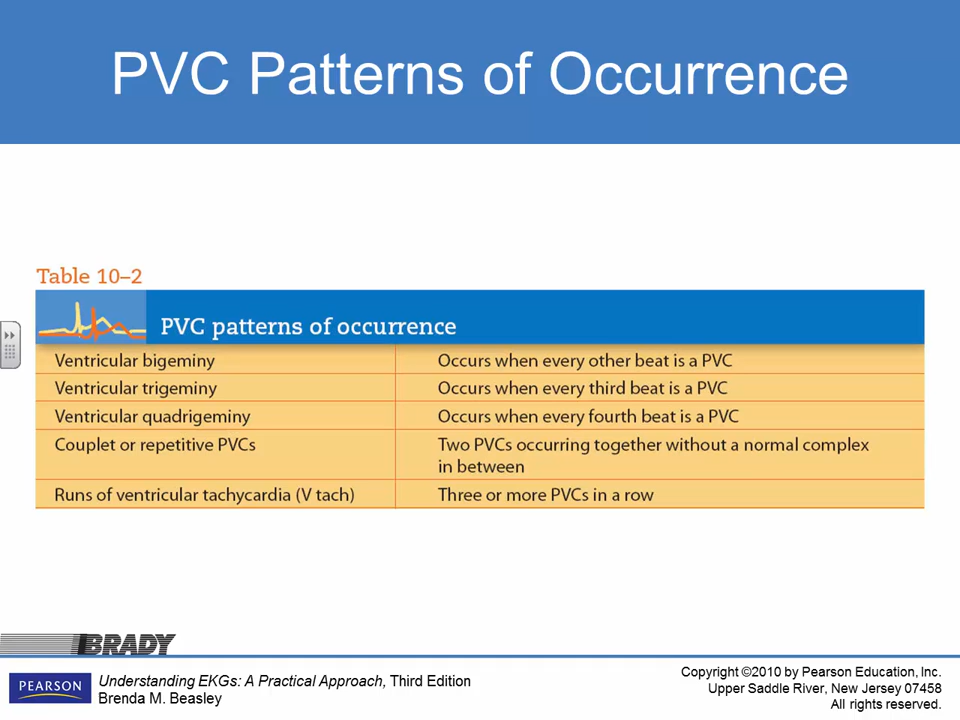 PVC Patterns of Occurrence
Table 10–2
PVC patterns of occurrence
Ventricular bigeminy Occurs when every other beat is a PVC
Ventricular trigeminy Occurs when every third beat is a PVC
Ventricular quadrigeminy Occurs when every fourth beat is a PVC
Couplet or repetitive PVCs Two PVCs occurring together without a normal complex
in between
Runs of ventricular tachycardia (V tach) Three or more PVCs in a row
BRADY
PEARSON
Understanding EKGs: A Practical Approach, Third Edition
Brenda M. Beasley
Copyright ©2010 by Pearson Education, Inc.
Upper Saddle River, New Jersey 07458
All rights reserved.